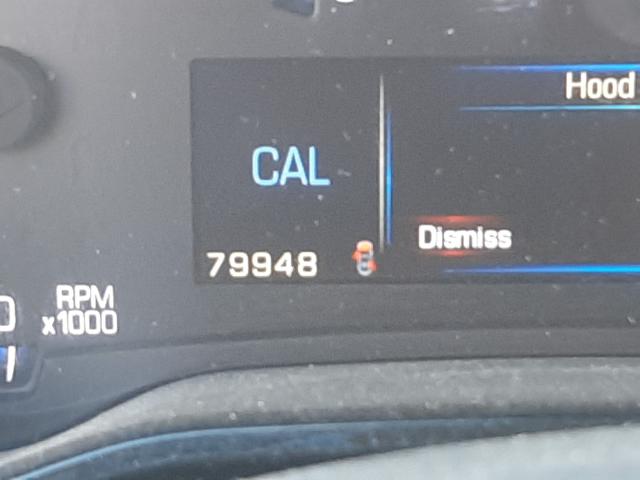 Hood
CAL
Dismiss
79948
RPM
x1000